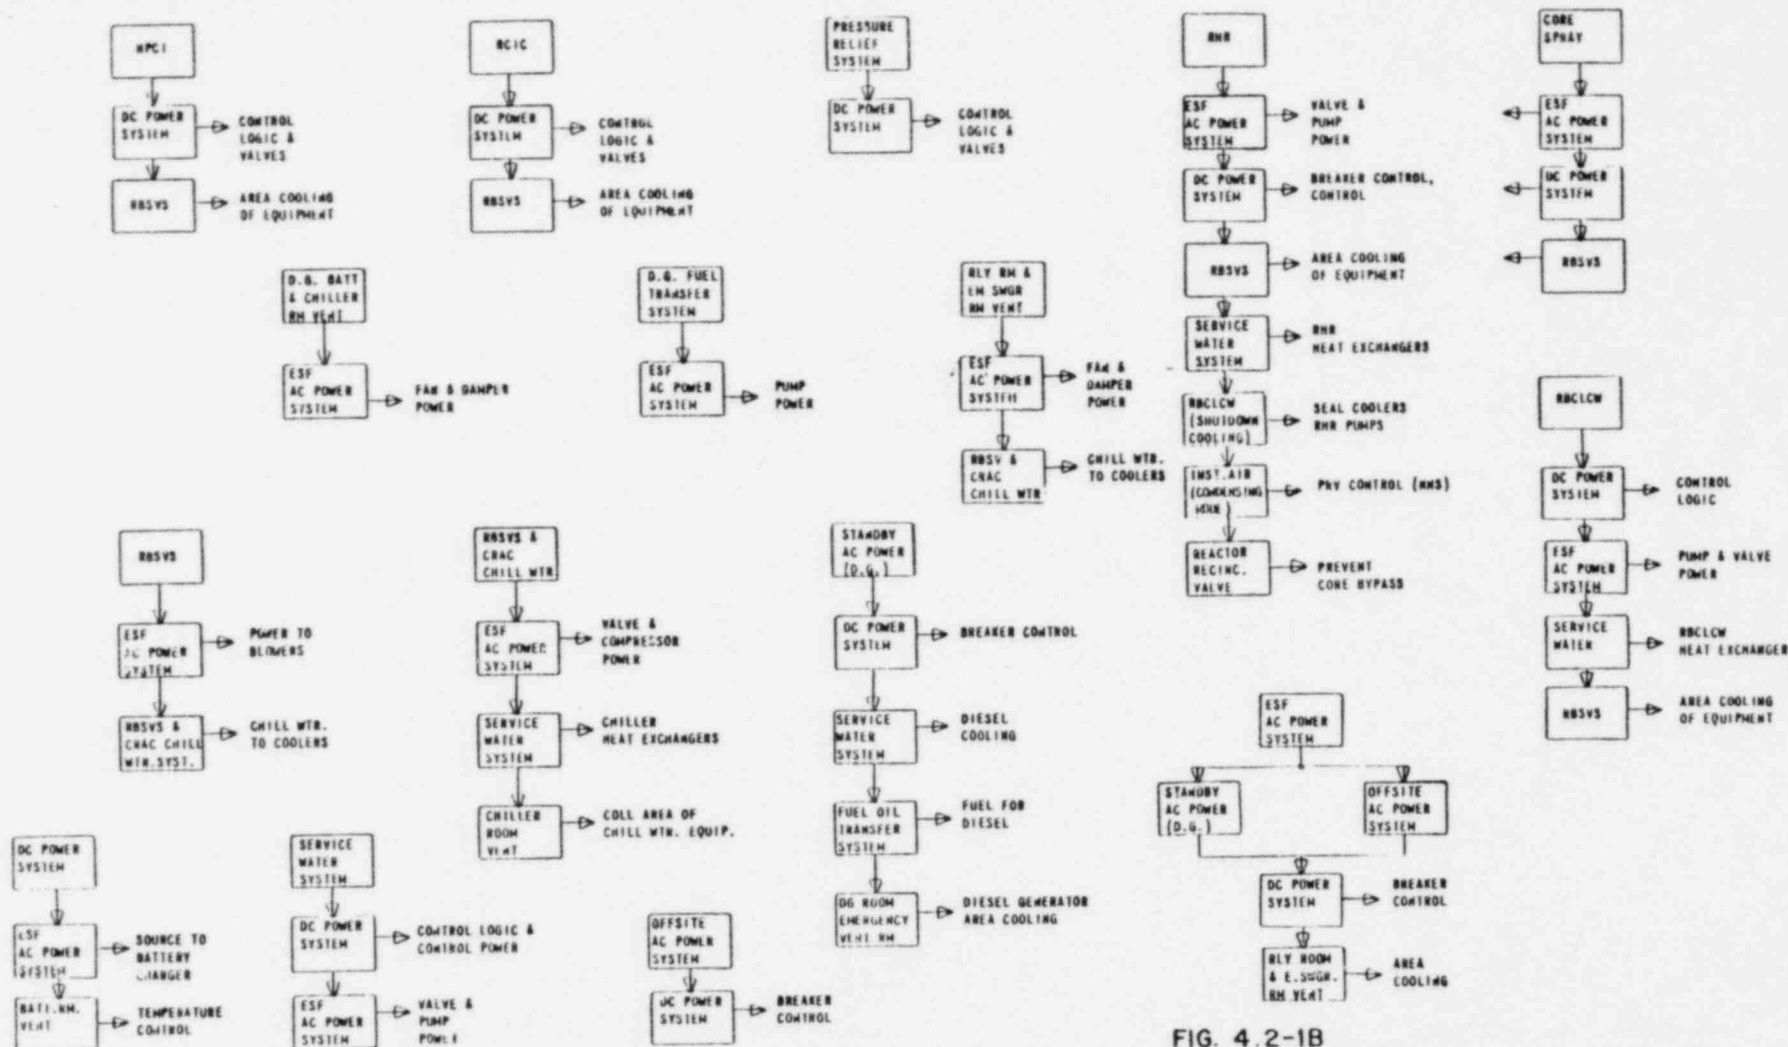 HPCI
DC POWER
SYSTEM
CONTROL
LOGIC &
VALVES
RBSVS
AREA COOLING
OF EQUIPMENT
RCIC
DC POWER
SYSTEM
CONTROL
LOGIC &
VALVES
RBSVS
AREA COOLING
OF EQUIPMENT
PRESSURE
RELIEF
SYSTEM
DC POWER
SYSTEM
CONTROL
LOGIC &
VALVES
RHR
ESF
AC POWER
SYSTEM
VALVE &
PUMP
POWER
DC POWER
SYSTEM
BREAKER CONTROL,
CONTROL
RBSVS
AREA COOLING
OF EQUIPMENT
SERVICE
WATER
SYSTEM
RHR
HEAT EXCHANGERS
RBCLCW
(SHUTDOWN
COOLING)
SEAL COOLERS
RHR PUMPS
INST.AIR
(CONDENSING
MODE)
PRV CONTROL (NNS)
REACTOR
RECIRC.
VALVE
PREVENT
CORE BYPASS
CORE
SPRAY
ESF
AC POWER
SYSTEM
DC POWER
SYSTEM
RBSVS
D.G. BATT
& CHILLER
RM VENT
ESF
AC POWER
SYSTEM
FAN & DAMPER
POWER
D.G. FUEL
TRANSFER
SYSTEM
ESF
AC POWER
SYSTEM
PUMP
POWER
RLY RM &
EM SWGR
RM VENT
ESF
AC POWER
SYSTEM
FAN &
DAMPER
POWER
RBSV &
CRAC
CHILL WTR
CHILL WTR.
TO COOLERS
RBCLCW
DC POWER
SYSTEM
CONTROL
LOGIC
ESF
AC POWER
SYSTEM
PUMP & VALVE
POWER
SERVICE
WATER
RBCLCW
HEAT EXCHANGER
RBSVS
AREA COOLING
OF EQUIPMENT
RBSVS
ESF
POWER
SYSTEM
POWER TO
BLOWERS
RBSVS &
CRAC CHILL
WTR.SYST.
CHILL WTR.
TO COOLERS
RBSVS &
CRAC
CHILL WTR
ESF
AC POWER
SYSTEM
VALVE &
COMPRESSOR
POWER
SERVICE
WATER
SYSTEM
CHILLER
HEAT EXCHANGERS
CHILLER
ROOM
VENT
COLL AREA OF
CHILL WTR. EQUIP.
STANDBY
AC POWER
(D.G.)
DC POWER
SYSTEM
BREAKER CONTROL
SERVICE
WATER
SYSTEM
DIESEL
COOLING
FUEL OIL
TRANSFER
SYSTEM
FUEL FOR
DIESEL
DG ROOM
EMERGENCY
VENT RM
DIESEL GENERATOR
AREA COOLING
ESF
AC POWER
SYSTEM
STANDBY
AC POWER
(D.G.)
OFFSITE
AC POWER
SYSTEM
DC POWER
SYSTEM
BREAKER
CONTROL
RLY ROOM
& E.SWGR.
RM VENT
AREA
COOLING
DC POWER
SYSTEM
ESF
AC POWER
SYSTEM
SOURCE TO
BATTERY
CHARGER
BATT.RM.
VENT
TEMPERATURE
CONTROL
SERVICE
WATER
SYSTEM
DC POWER
SYSTEM
CONTROL LOGIC &
CONTROL POWER
ESF
AC POWER
SYSTEM
VALVE &
PUMP
POWER
OFFSITE
AC POWER
SYSTEM
DC POWER
SYSTEM
BREAKER
CONTROL
FIG. 4.2-1B